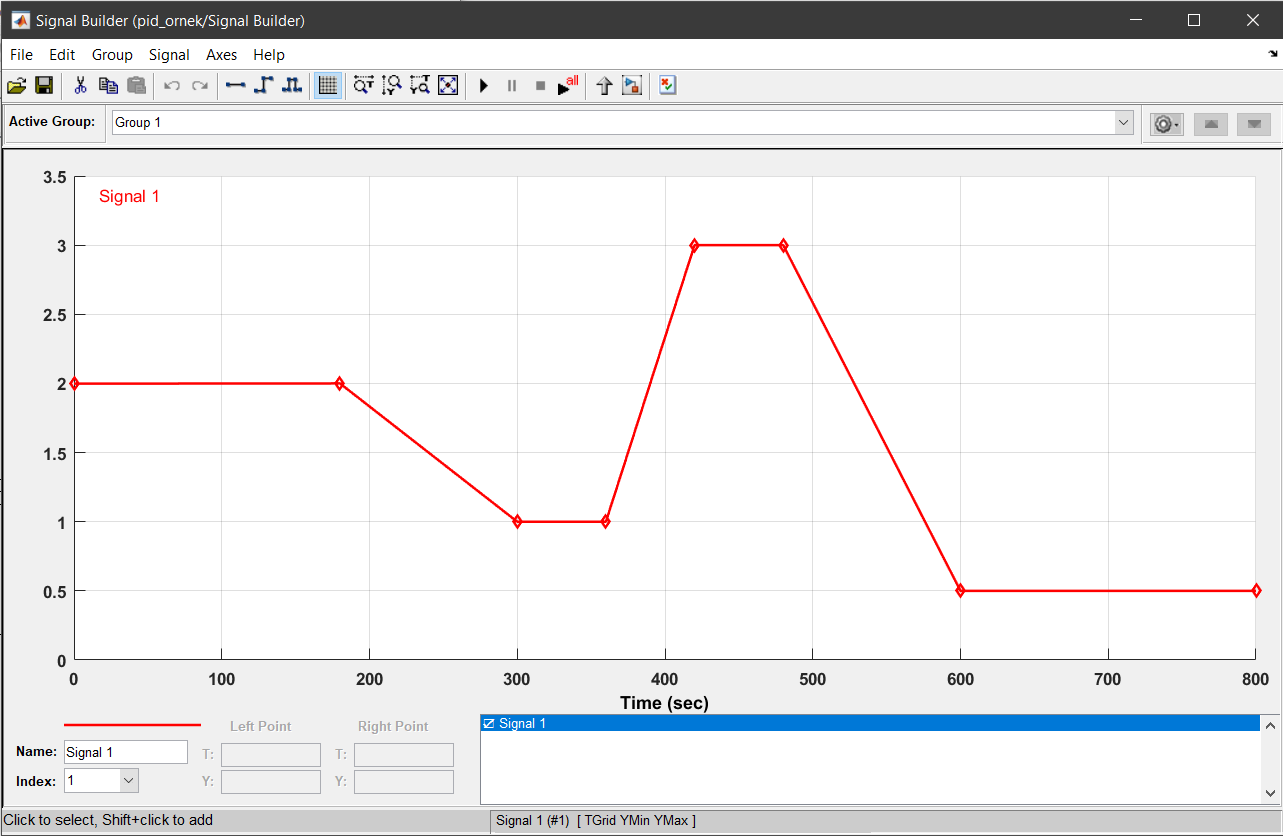 Signal Builder (pid_ornek/Signal Builder)
File Edit Group Signal Axes Help
all
Active Group: Group 1
3.5
Signal 1
3
2.5
2
1.5
1
0.5
0
0 100 200 300 400 500 600 700 800
Time (sec)
Left Point Right Point
Signal 1
Name: Signal 1 T: T:
Index: 1 Y: Y:
Click to select, Shift+click to add Signal 1 (#1) [ TGrid YMin YMax ]